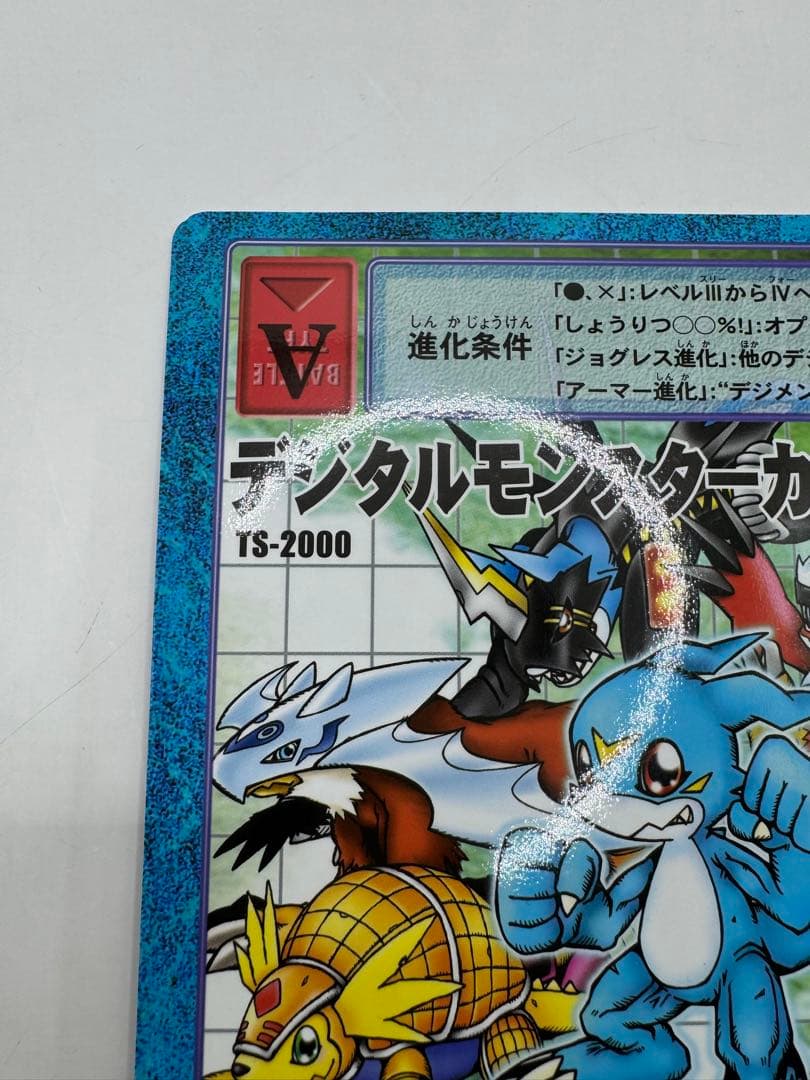 A
BATTLE
TYPE
進化条件
しんかじょうけん
「●、×」:レベルⅢからⅣへ
スリー フォー
「しょうりつ○○%!」:オプ
「ジョグレス進化」:他のデジ
しんか ほか
「アーマー進化」:“デジメン
しんか
デジタルモンスターカ
TS-2000